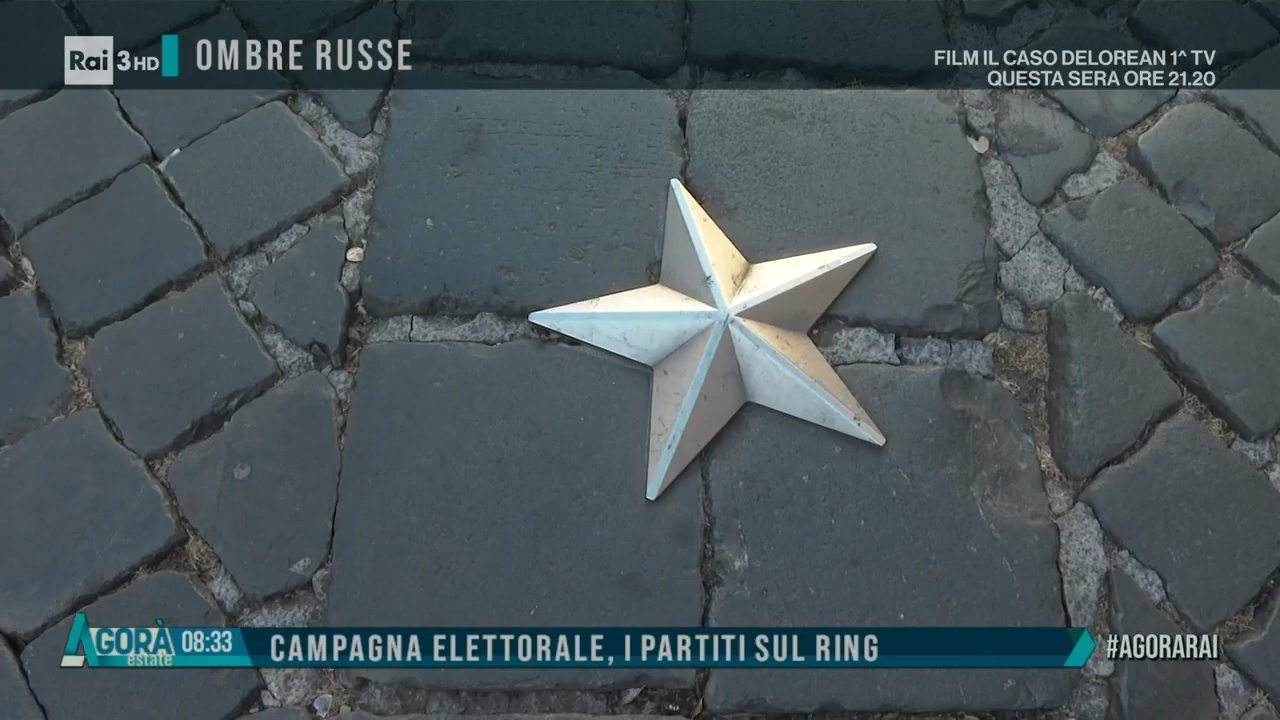 Rai 3HD OMBRE RUSSE
FILM IL CASO DELOREAN 1^ TV
QUESTA SERA ORE 21.20
AGORÀ 08:33
estate
CAMPAGNA ELETTORALE, I PARTITI SUL RING
#AGORARAI